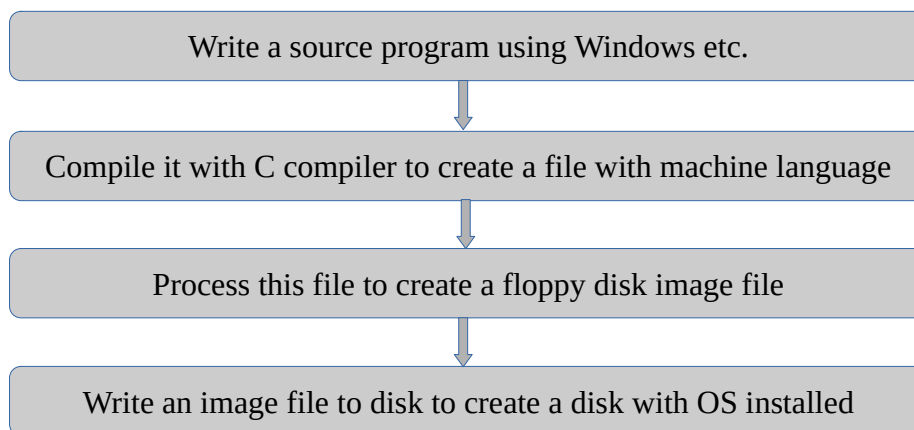 Write a source program using Windows etc.
Compile it with C compiler to create a file with machine language
Process this file to create a floppy disk image file
Write an image file to disk to create a disk with OS installed